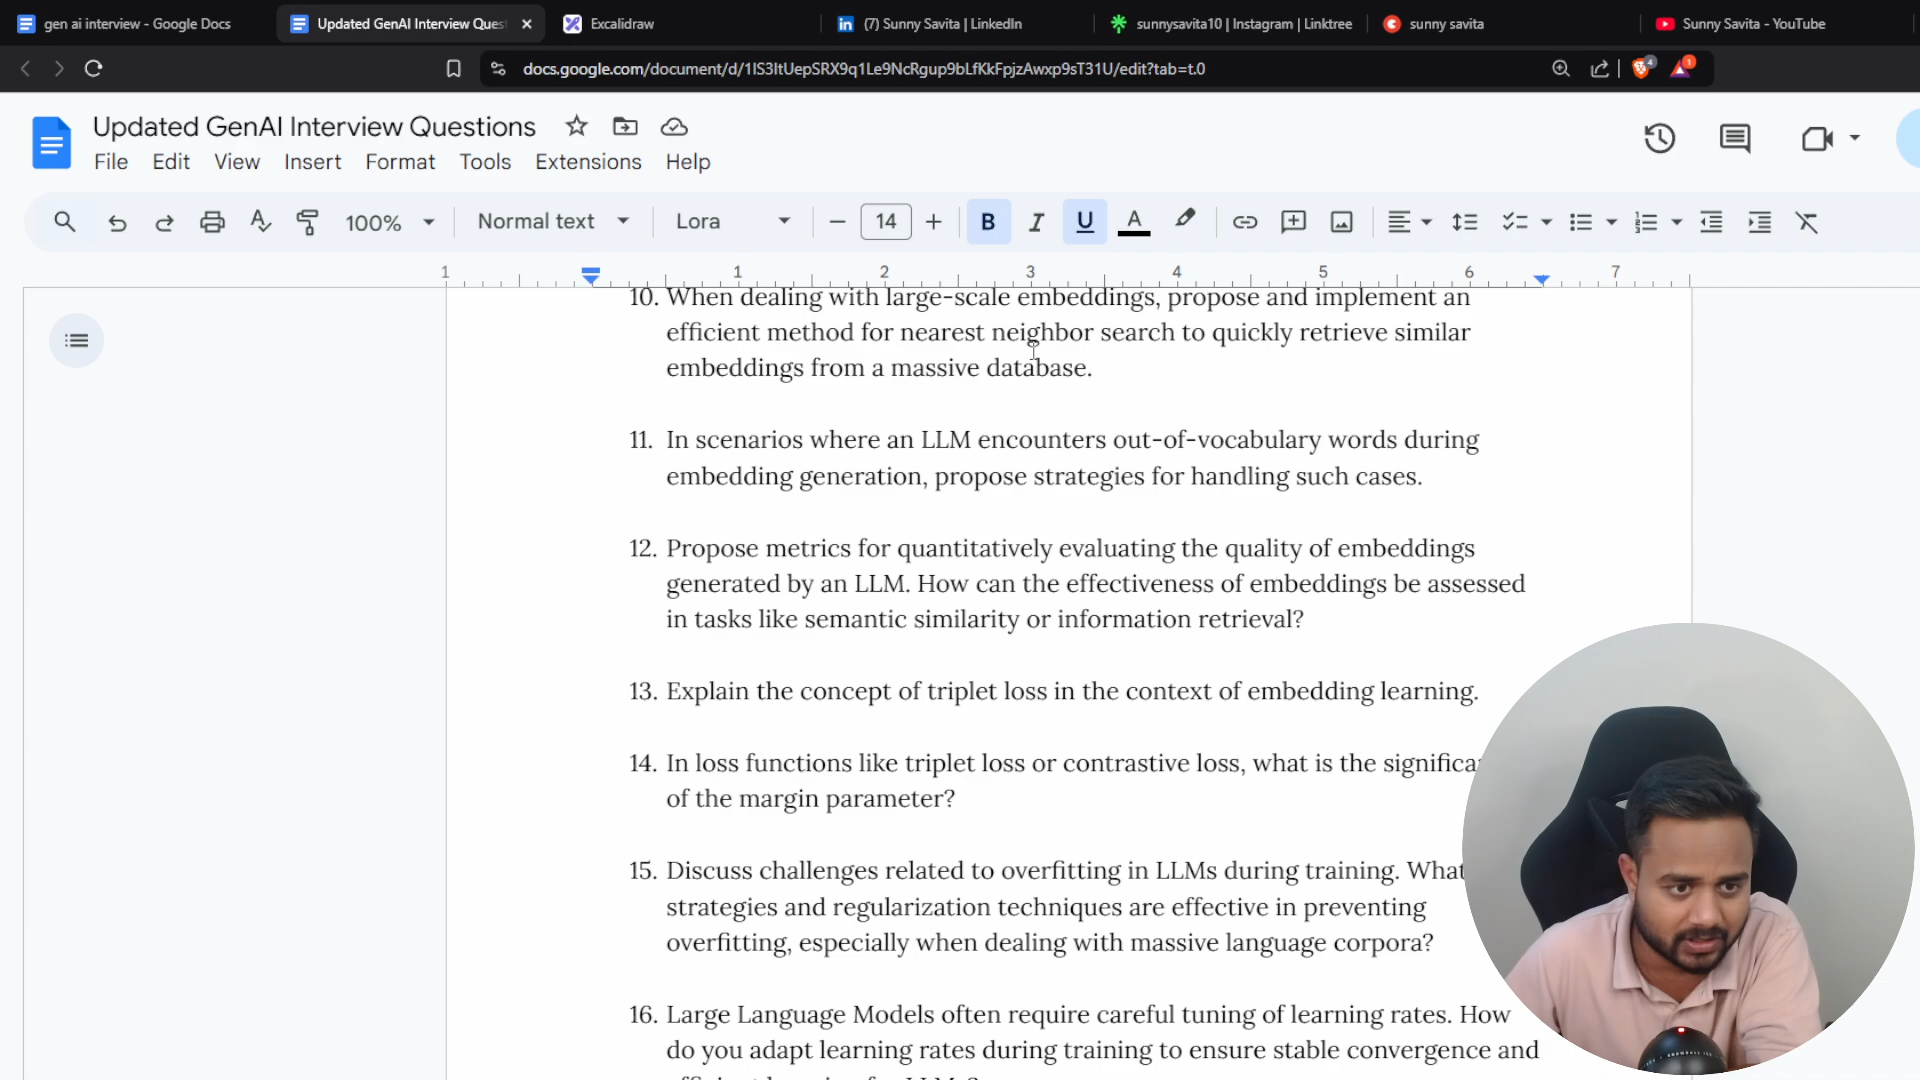 gen ai interview - Google Docs
Updated GenAI Interview Ques
Excalidraw
(7) Sunny Savita | LinkedIn
sunnysavita10 | Instagram | Linktree
sunny savita
Sunny Savita - YouTube
docs.google.com/document/d/1IS3ItUepSRX9q1Le9NcRgup9bLfKkFpjzAwxp9sT31U/edit?tab=t.0
4
1
Updated GenAI Interview Questions
File Edit View Insert Format Tools Extensions Help
100% Normal text Lora 14 B I U A
1 1 2 3 4 5 6 7
10. When dealing with large-scale embeddings, propose and implement an
efficient method for nearest neighbor search to quickly retrieve similar
embeddings from a massive database.
11. In scenarios where an LLM encounters out-of-vocabulary words during
embedding generation, propose strategies for handling such cases.
12. Propose metrics for quantitatively evaluating the quality of embeddings
generated by an LLM. How can the effectiveness of embeddings be assessed
in tasks like semantic similarity or information retrieval?
13. Explain the concept of triplet loss in the context of embedding learning.
14. In loss functions like triplet loss or contrastive loss, what is the significa
of the margin parameter?
15. Discuss challenges related to overfitting in LLMs during training. What
strategies and regularization techniques are effective in preventing
overfitting, especially when dealing with massive language corpora?
16. Large Language Models often require careful tuning of learning rates. How
do you adapt learning rates during training to ensure stable convergence and